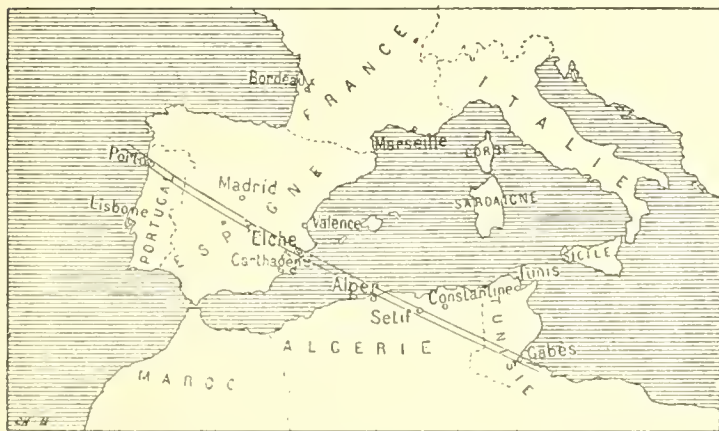 FRANCE
Bordeaux
ITALIE
Marseille
CORSE
Porto
Madrid
SARDAIGNE
Lisbone
PORTUGAL
ESPAGNE
Valence
Elche
Carthagène
SICILE
Tunis
Alger
Constantine
Setif
TUNISIE
ALGERIE
Gabès
MAROC